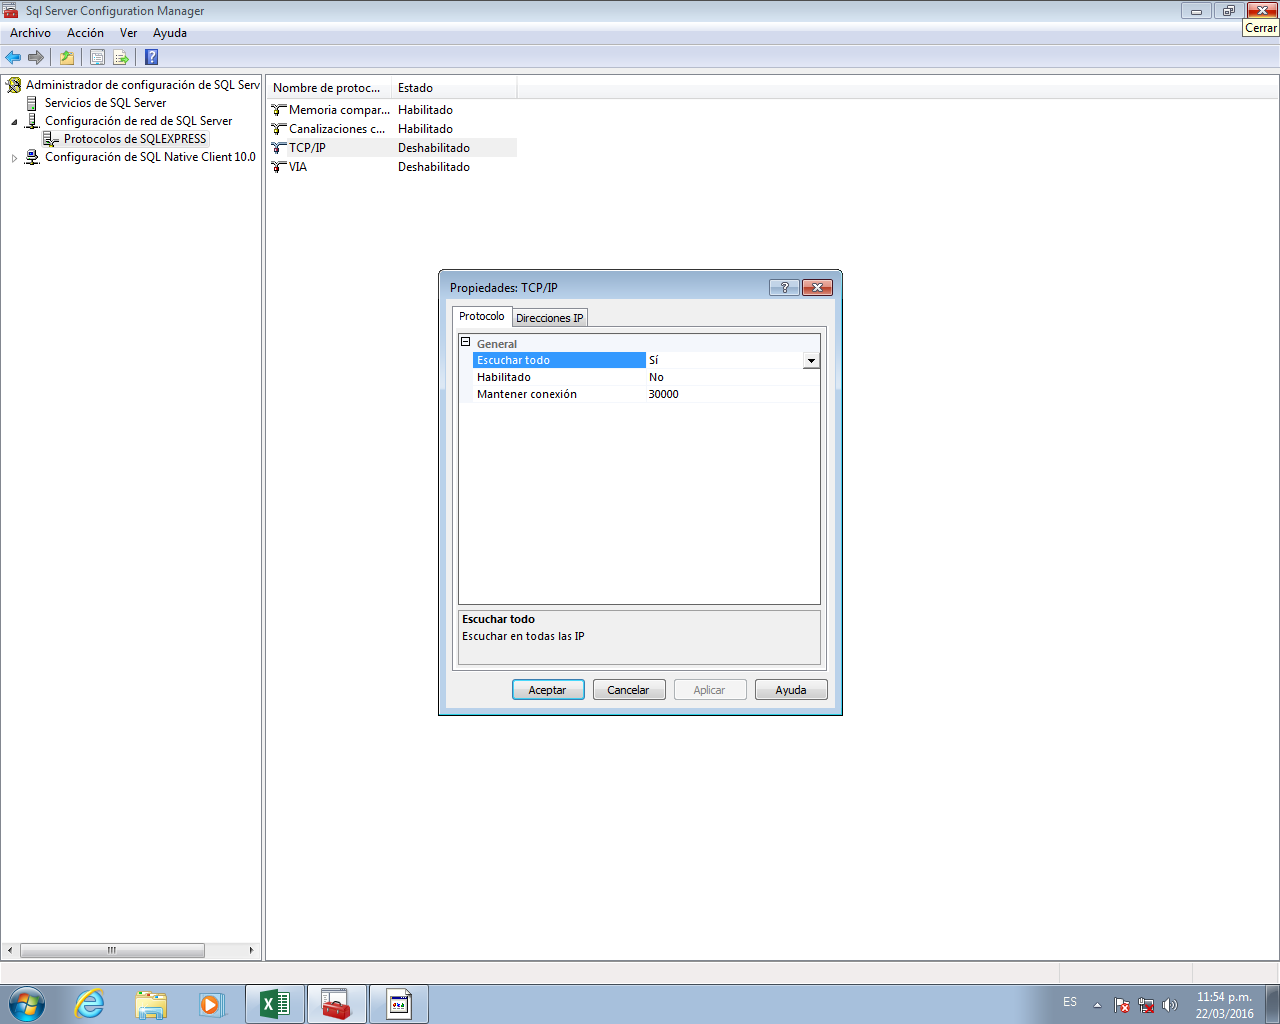 Sql Server Configuration Manager
Cerrar
Archivo Acción Ver Ayuda
Administrador de configuración de SQL Serv
Servicios de SQL Server
Configuración de red de SQL Server
Protocolos de SQLEXPRESS
Configuración de SQL Native Client 10.0
Nombre de protoc... Estado
Memoria compar... Habilitado
Canalizaciones c... Habilitado
TCP/IP Deshabilitado
VIA Deshabilitado
Propiedades: TCP/IP
Protocolo Direcciones IP
General
Escuchar todo Sí
Habilitado No
Mantener conexión 30000
Escuchar todo
Escuchar en todas las IP
Aceptar Cancelar Aplicar Ayuda
ES
11:54 p.m.
22/03/2016